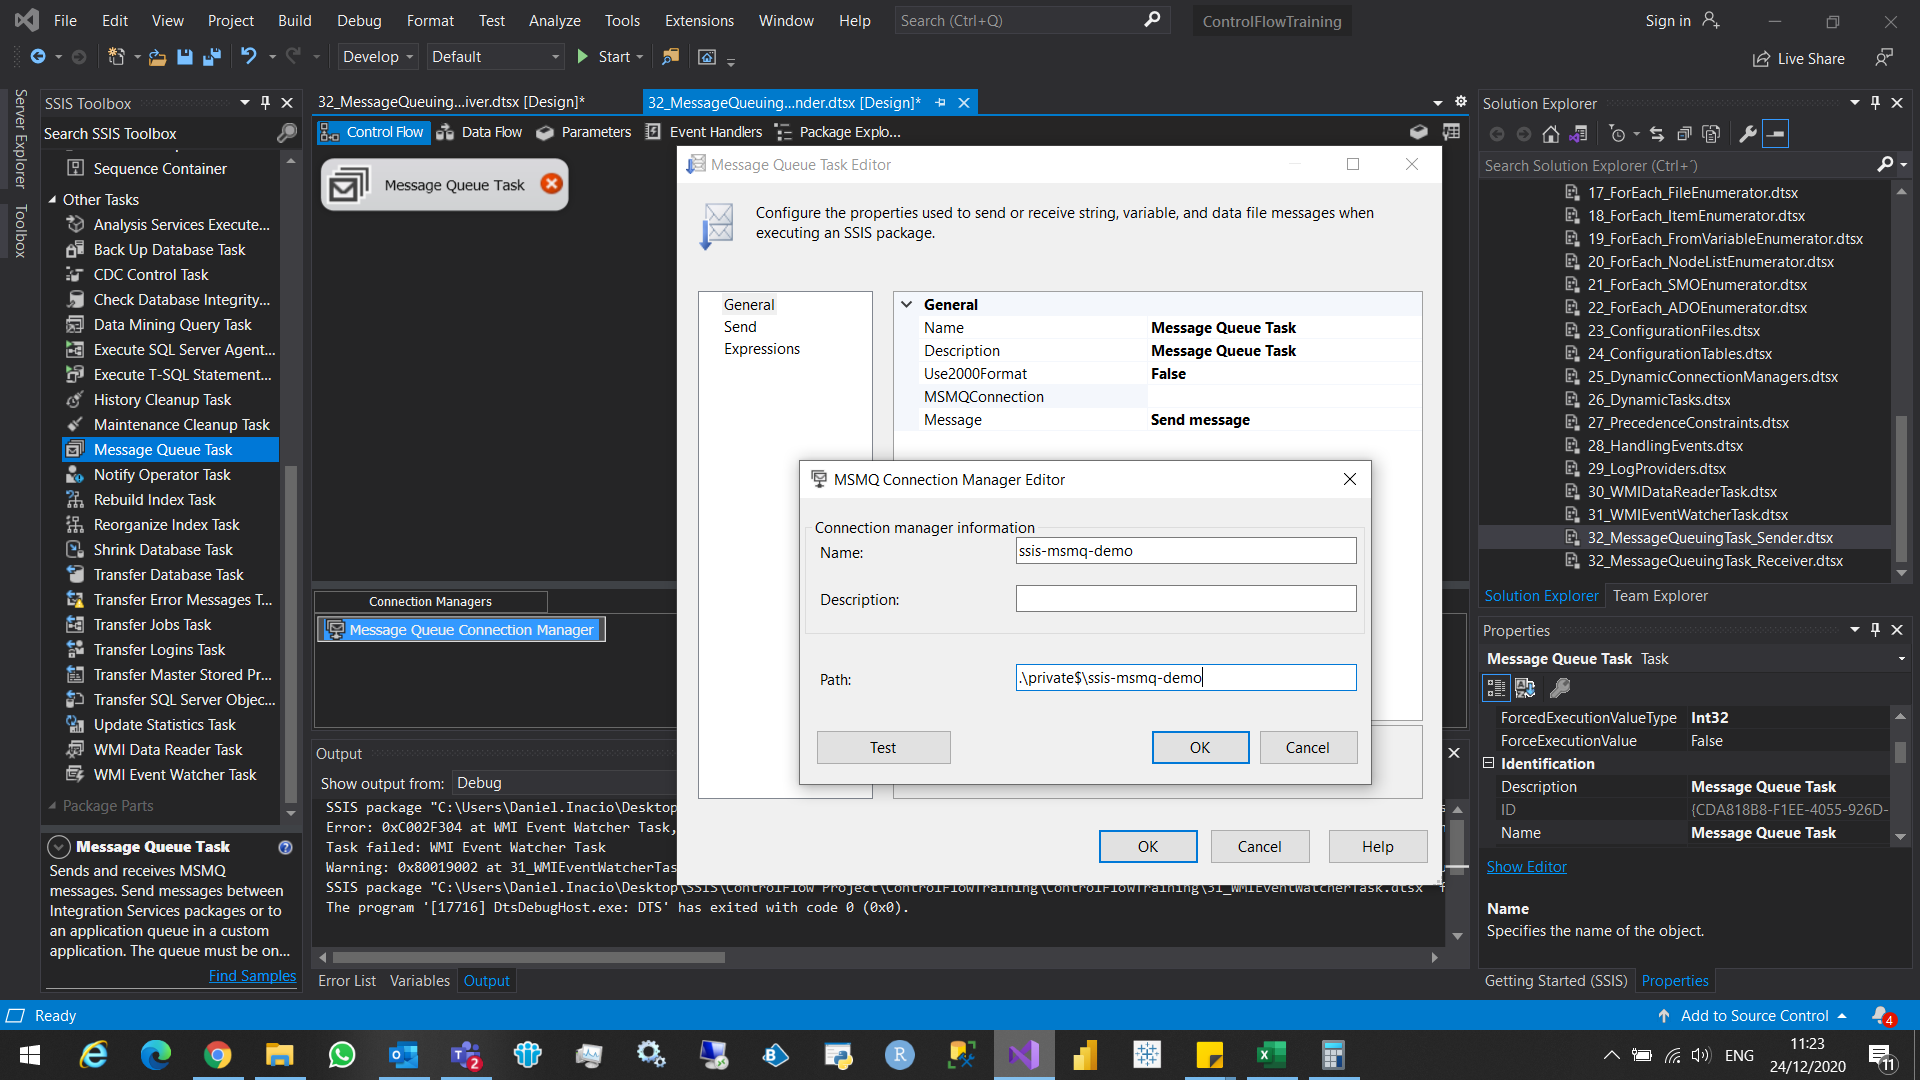 File Edit View Project Build Debug Format Test Analyze Tools Extensions Window Help Search (Ctrl+Q) ControlFlowTraining Sign in
Develop Default Start Live Share
Server Explorer
Toolbox
SSIS Toolbox
Search SSIS Toolbox
Sequence Container
Other Tasks
Analysis Services Execute...
Back Up Database Task
CDC Control Task
Check Database Integrity...
Data Mining Query Task
Execute SQL Server Agent...
Execute T-SQL Statement...
History Cleanup Task
Maintenance Cleanup Task
Message Queue Task
Notify Operator Task
Rebuild Index Task
Reorganize Index Task
Shrink Database Task
Transfer Database Task
Transfer Error Messages T...
Transfer Jobs Task
Transfer Logins Task
Transfer Master Stored Pr...
Transfer SQL Server Objec...
Update Statistics Task
WMI Data Reader Task
WMI Event Watcher Task
Package Parts
Message Queue Task
Sends and receives MSMQ
messages. Send messages between
Integration Services packages or to
an application queue in a custom
application. The queue must be on...
Find Samples
32_MessageQueuing...iver.dtsx [Design]*
32_MessageQueuing...nder.dtsx [Design]*
Control Flow Data Flow Parameters Event Handlers Package Explo...
Message Queue Task
Connection Managers
Message Queue Connection Manager
Message Queue Task Editor
Configure the properties used to send or receive string, variable, and data file messages when
executing an SSIS package.
General
Send
Expressions
General
Name Message Queue Task
Description Message Queue Task
Use2000Format False
MSMQConnection
Message Send message
MSMQ Connection Manager Editor
Connection manager information
Name: ssis-msmq-demo
Description:
Path: .\private$\ssis-msmq-demo
Test OK Cancel
OK Cancel Help
Output
Show output from: Debug
SSIS package "C:\Users\Daniel.Inacio\Desktop
Error: 0xC002F304 at WMI Event Watcher Task,
Task failed: WMI Event Watcher Task
Warning: 0x80019002 at 31_WMIEventWatcherTas
SSIS package "C:\Users\Daniel.Inacio\Desktop\SSIS\ControlFlow Project\ControlFlowTraining\ControlFlowTraining\31_WMIEventWatcherTask.dtsx" f
The program '[17716] DtsDebugHost.exe: DTS' has exited with code 0 (0x0).
Error List Variables Output
Solution Explorer
Search Solution Explorer (Ctrl+´)
17_ForEach_FileEnumerator.dtsx
18_ForEach_ItemEnumerator.dtsx
19_ForEach_FromVariableEnumerator.dtsx
20_ForEach_NodeListEnumerator.dtsx
21_ForEach_SMOEnumerator.dtsx
22_ForEach_ADOEnumerator.dtsx
23_ConfigurationFiles.dtsx
24_ConfigurationTables.dtsx
25_DynamicConnectionManagers.dtsx
26_DynamicTasks.dtsx
27_PrecedenceConstraints.dtsx
28_HandlingEvents.dtsx
29_LogProviders.dtsx
30_WMIDataReaderTask.dtsx
31_WMIEventWatcherTask.dtsx
32_MessageQueuingTask_Sender.dtsx
32_MessageQueuingTask_Receiver.dtsx
Solution Explorer Team Explorer
Properties
Message Queue Task Task
ForcedExecutionValueType Int32
ForceExecutionValue False
Identification
Description Message Queue Task
ID {CDA818B8-F1EE-4055-926D-
Name Message Queue Task
Show Editor
Name
Specifies the name of the object.
Getting Started (SSIS) Properties
Ready Add to Source Control 4
2 ENG 11:23
24/12/2020 11